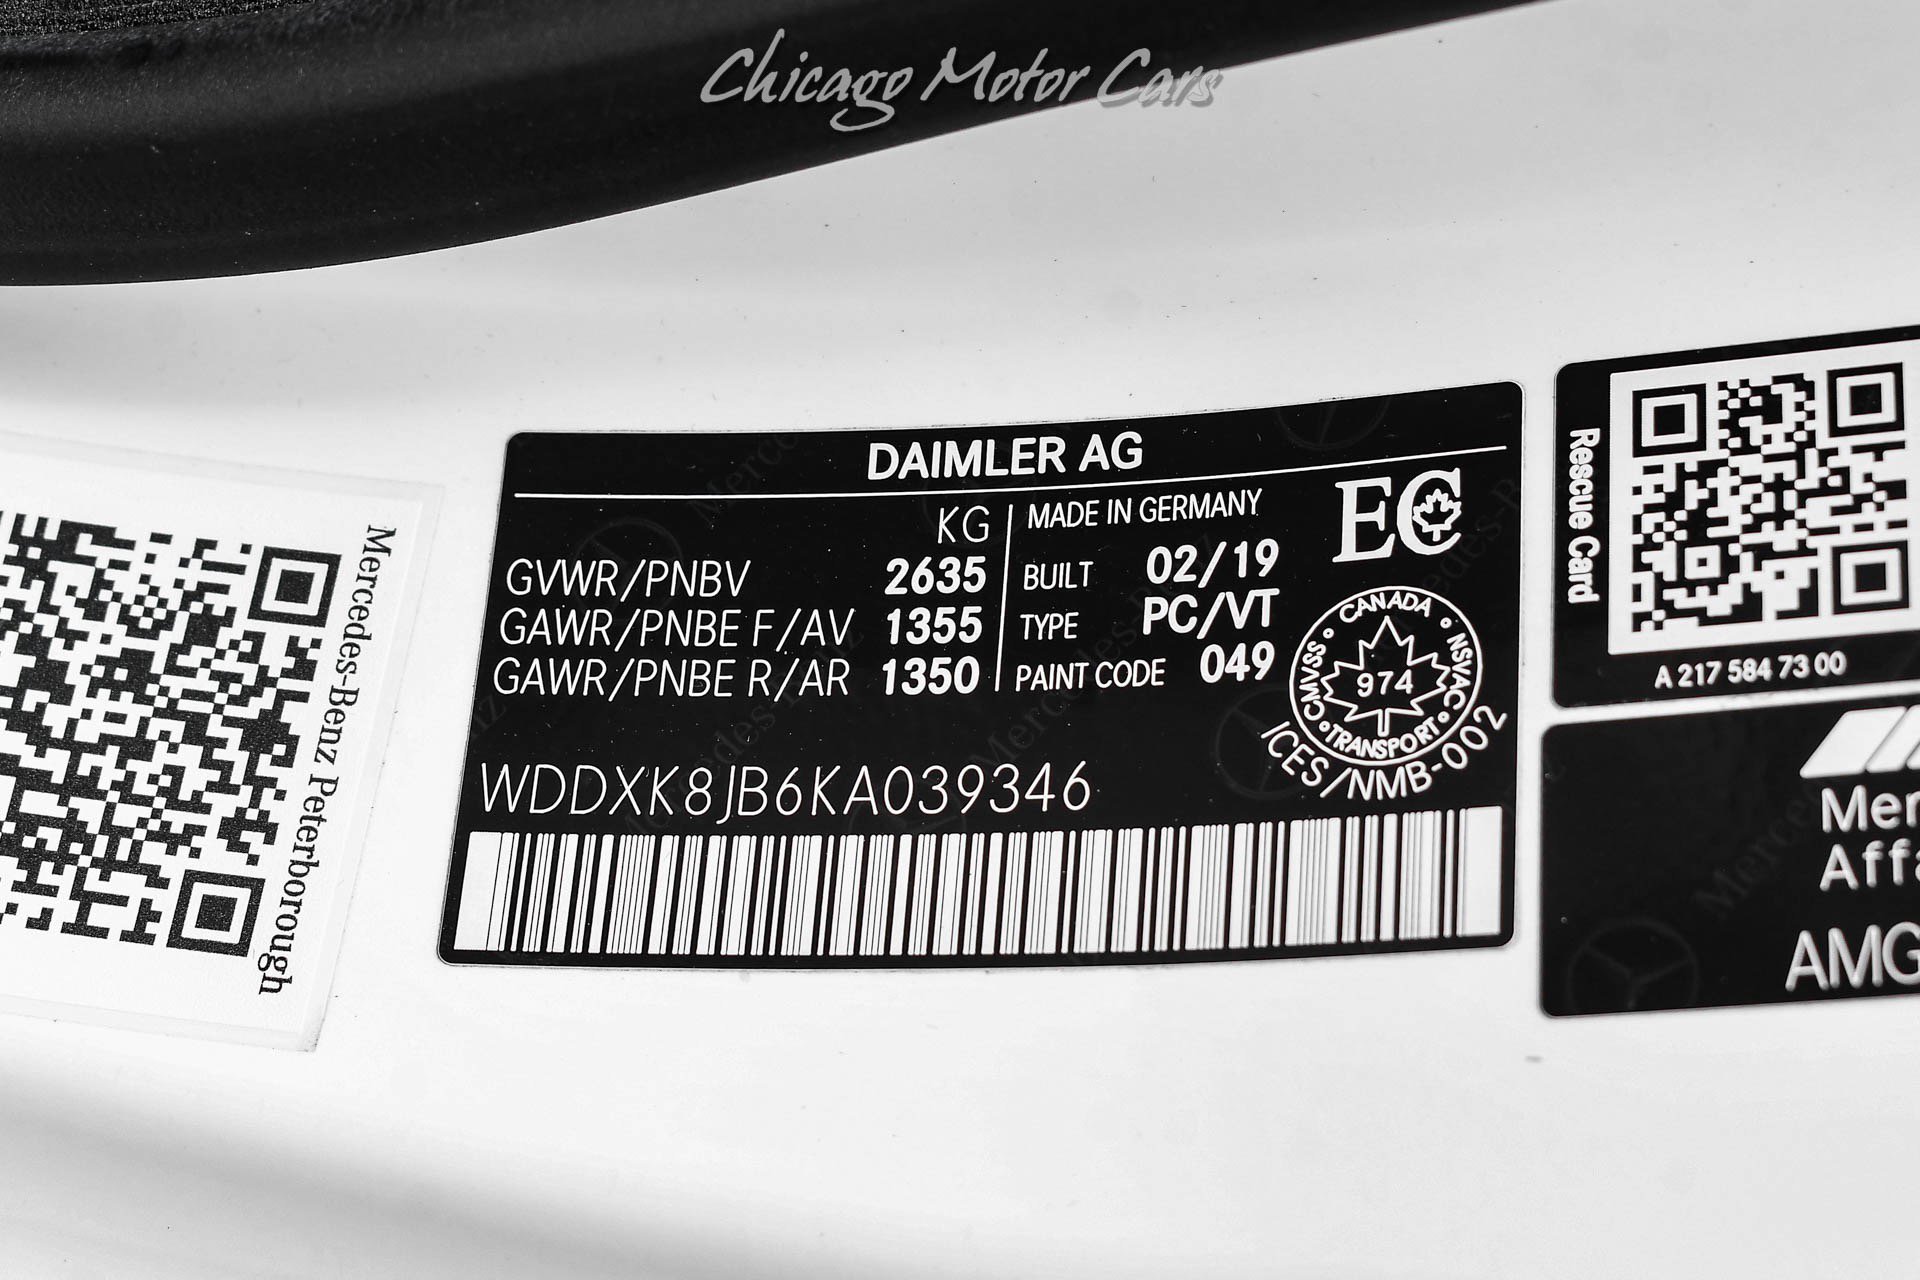 Chicago Motor Cars
DAIMLER AG
KG
GVWR/PNBV 2635
GAWR/PNBE F/AV 1355
GAWR/PNBE R/AR 1350
MADE IN GERMANY
BUILT 02/19
TYPE PC/VT
PAINT CODE 049
EC
CANADA
CMVSS NSVAC
974
TRANSPORT
ICES/NMB-002
WDDXK8JB6KA039346
Mercedes-Benz Peterborough
Rescue Card
A 217 584 73 00
Mer
Affa
AMG